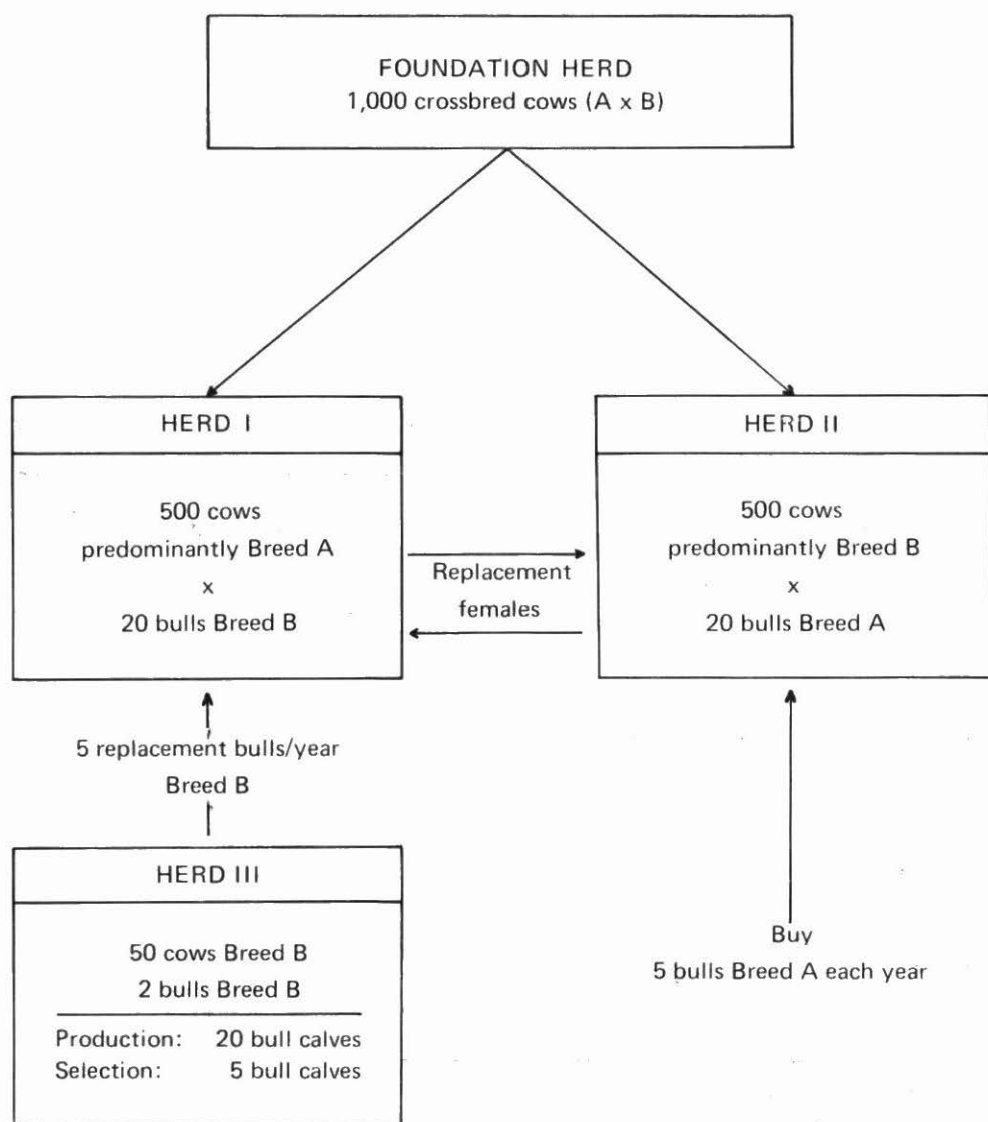 FOUNDATION HERD
1,000 crossbred cows (A x B)
HERD I
500 cows
predominantly Breed A
x
20 bulls Breed B
Replacement
females
HERD II
500 cows
predominantly Breed B
x
20 bulls Breed A
5 replacement bulls/year
Breed B
HERD III
50 cows Breed B
2 bulls Breed B
Production: 20 bull calves
Selection: 5 bull calves
Buy
5 bulls Breed A each year